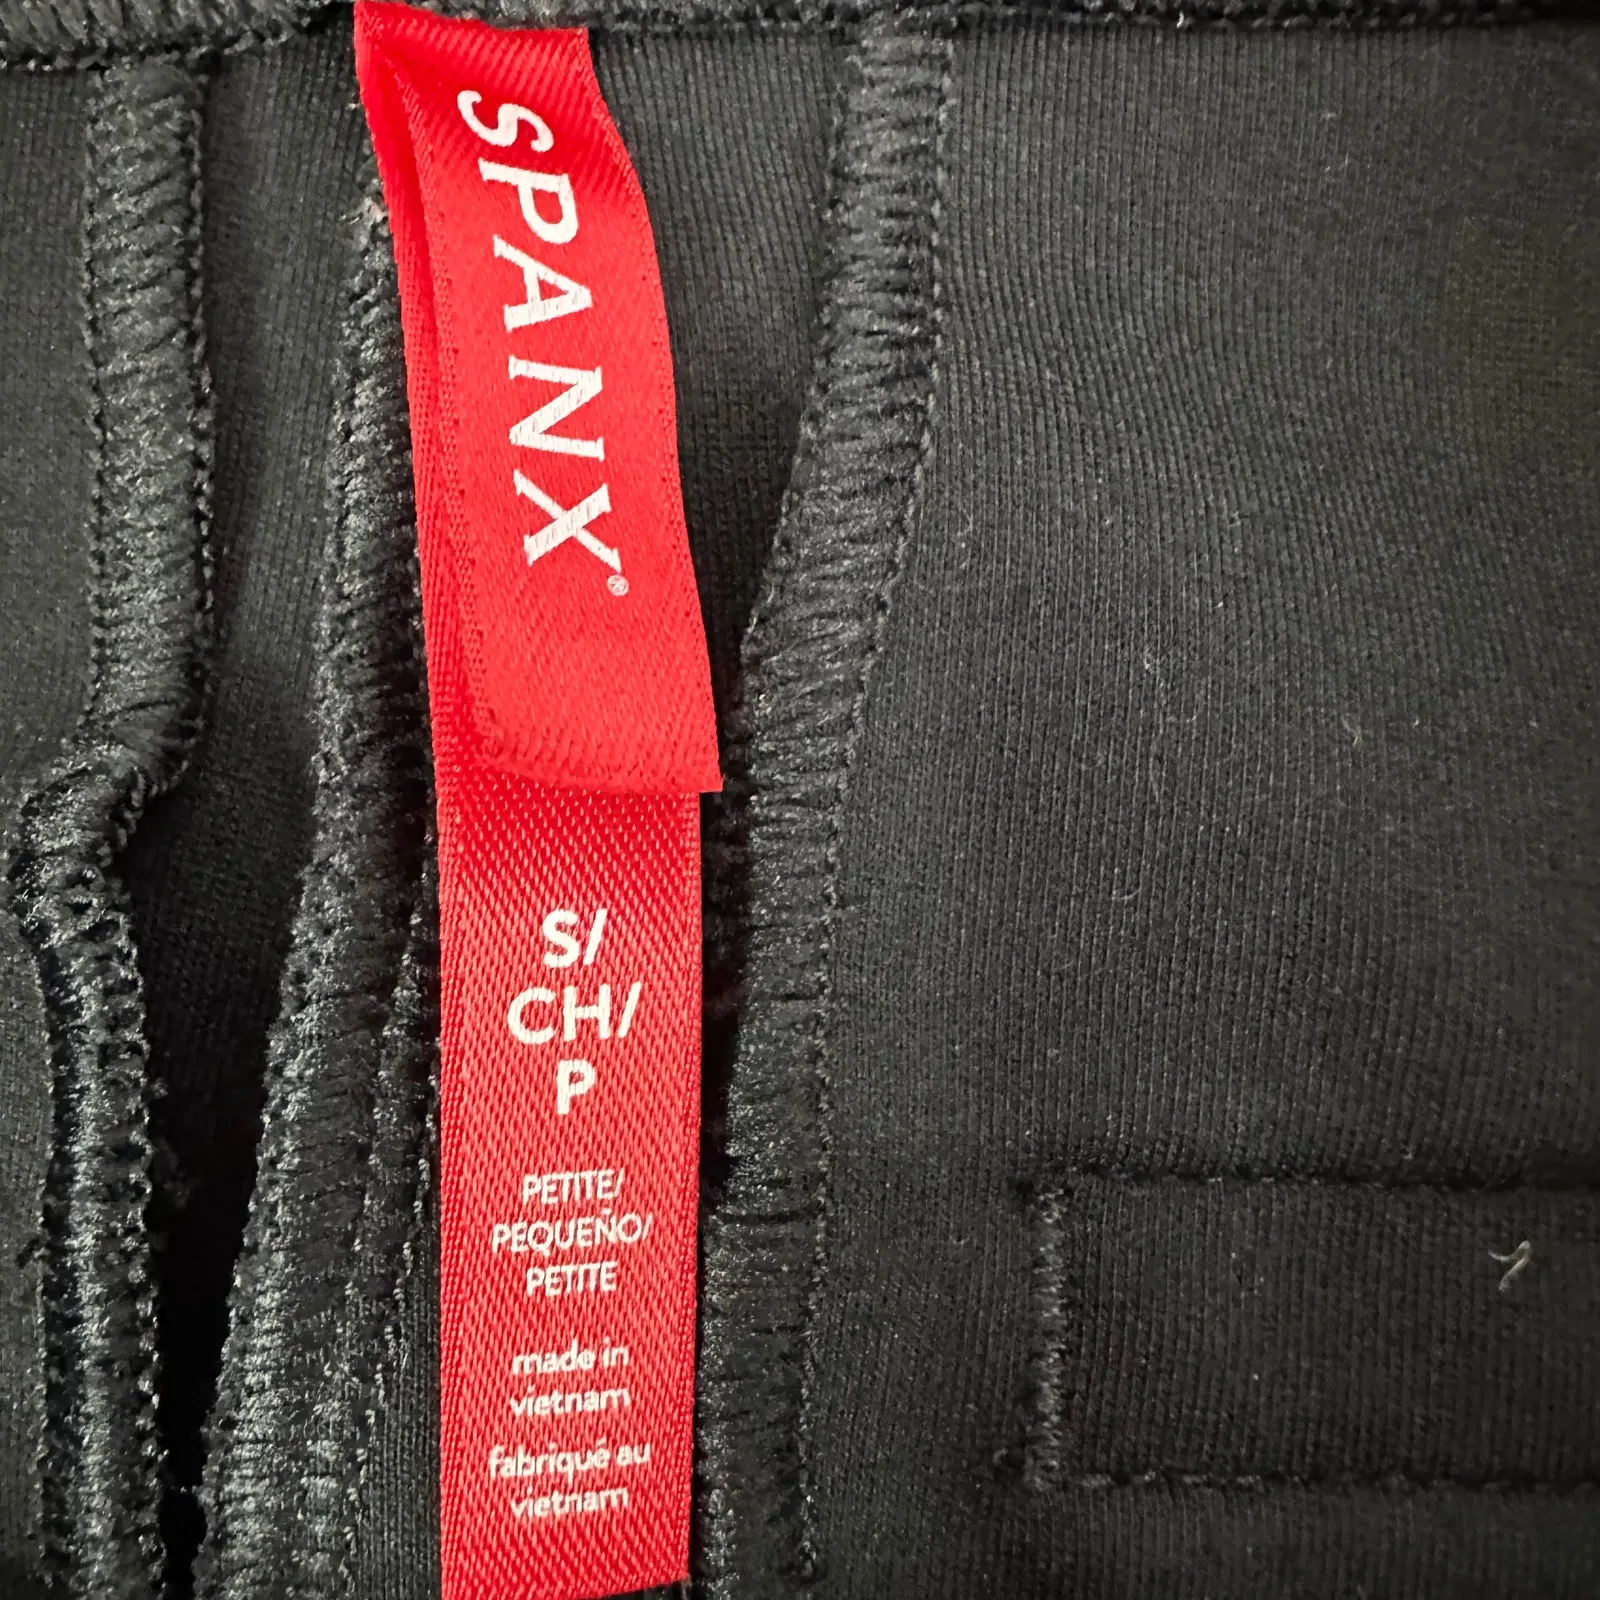 SPANX®
S/
CH/
P
PETITE/
PEQUEÑO/
PETITE
made in
vietnam
fabriqué au
vietnam